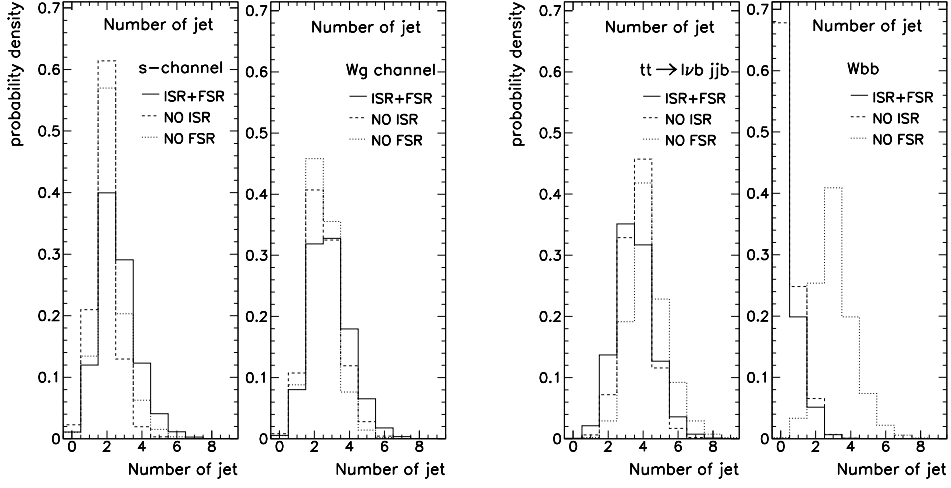 probability density
0.7
0.6
0.5
0.4
0.3
0.2
0.1
0
Number of jet
s-channel
ISR+FSR
NO ISR
NO FSR
0 2 4 6 8
Number of jet
0.7
0.6
0.5
0.4
0.3
0.2
0.1
0
Number of jet
Wg channel
ISR+FSR
NO ISR
NO FSR
0 2 4 6 8
Number of jet
probability density
0.7
0.6
0.5
0.4
0.3
0.2
0.1
0
Number of jet
tt→lνb jjb
ISR+FSR
NO ISR
NO FSR
0 2 4 6 8
Number of jet
0.7
0.6
0.5
0.4
0.3
0.2
0.1
0
Number of jet
Wbb
ISR+FSR
NO ISR
NO FSR
0 2 4 6 8
Number of jet